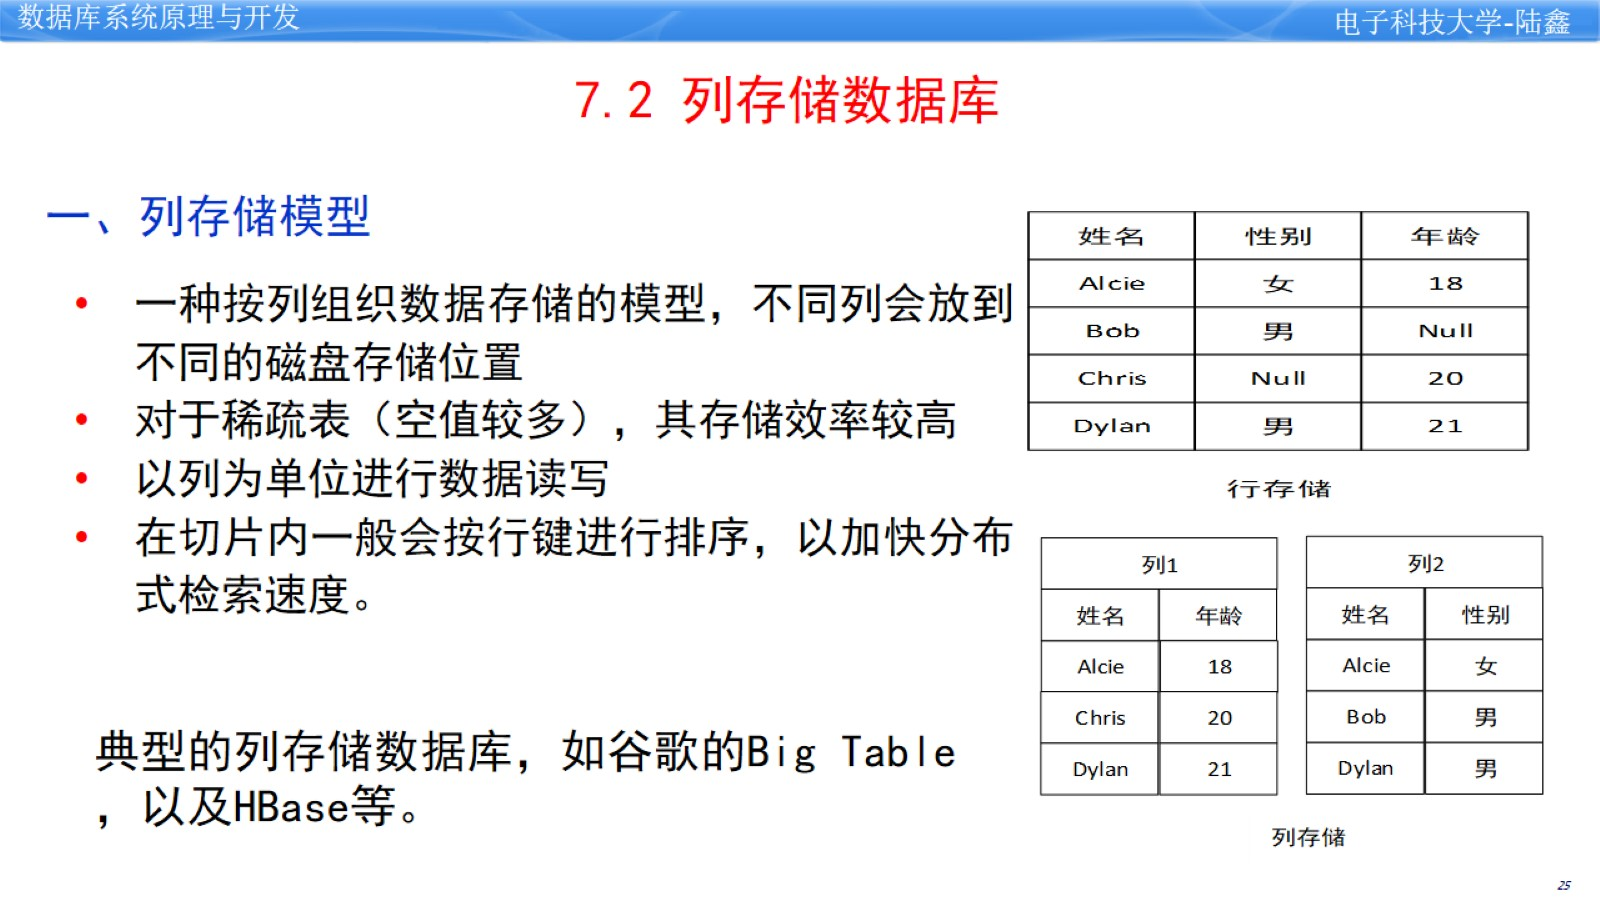 数据库系统原理与开发
电子科技大学-陆鑫
7.2 列存储数据库
一、列存储模型
• 一种按列组织数据存储的模型，不同列会放到
不同的磁盘存储位置
• 对于稀疏表（空值较多），其存储效率较高
• 以列为单位进行数据读写
• 在切片内一般会按行键进行排序，以加快分布
式检索速度。
典型的列存储数据库，如谷歌的Big Table
，以及HBase等。
姓名 性别 年龄
Alcie 女 18
Bob 男 Null
Chris Null 20
Dylan 男 21
行存储
列1
姓名 年龄
Alcie 18
Chris 20
Dylan 21
列2
姓名 性别
Alcie 女
Bob 男
Dylan 男
列存储
25